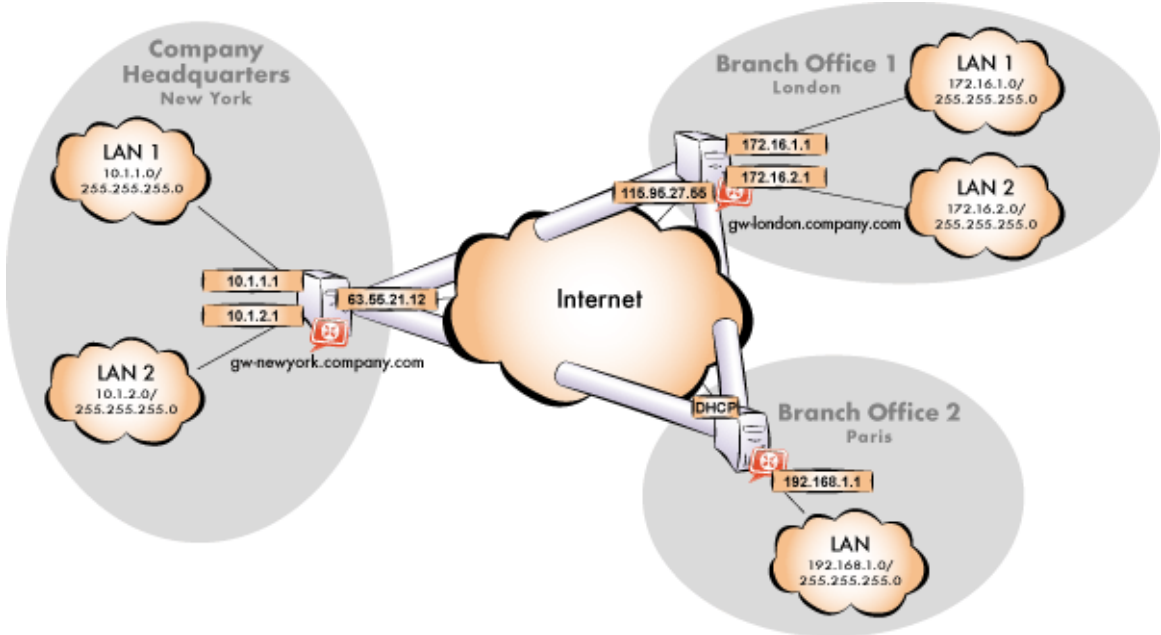 Company
Headquarters
New York
LAN 1
10.1.1.0/
255.255.255.0
10.1.1.1
10.1.2.1
63.55.21.12
gw-newyork.company.com
LAN 2
10.1.2.0/
255.255.255.0
Internet
Branch Office 1
London
LAN 1
172.16.1.0/
255.255.255.0
172.16.1.1
172.16.2.1
115.95.27.55
gw-london.company.com
LAN 2
172.16.2.0/
255.255.255.0
DHCP
Branch Office 2
Paris
192.168.1.1
LAN
192.168.1.0/
255.255.255.0